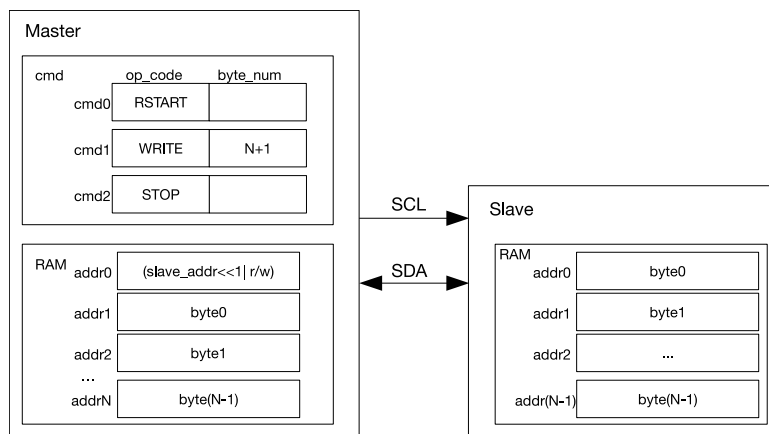 Master
cmd op_code byte_num
cmd0 RSTART
cmd1 WRITE N+1
cmd2 STOP
RAM
addr0 (slave_addr<<1| r/w)
addr1 byte0
addr2 byte1
...
addrN byte(N-1)
SCL
SDA
Slave
RAM
addr0 byte0
addr1 byte1
addr2 ...
addr(N-1) byte(N-1)